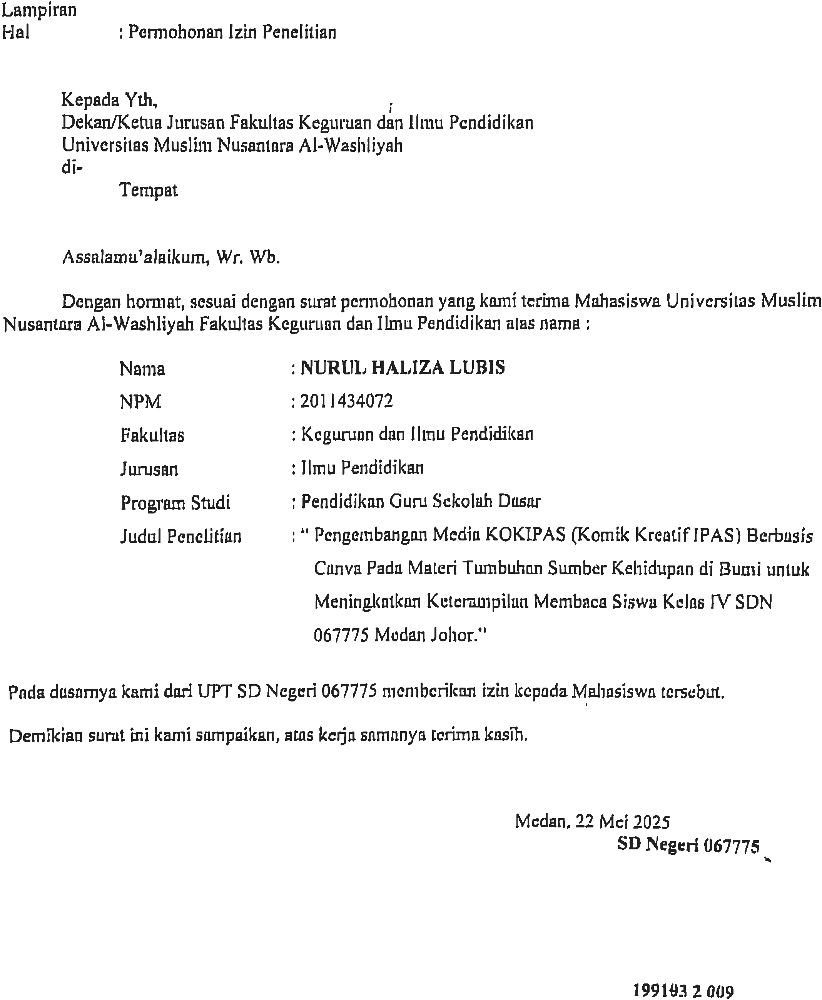 Lampiran
Hal : Permohonan Izin Penelitian
Kepada Yth,
Dekan/Ketua Jurusan Fakultas Keguruan dan Ilmu Pendidikan
Universitas Muslim Nusantara Al-Washliyah
di-
Tempat
Assalamu'alaikum, Wr. Wb.
Dengan hormat, sesuai dengan surat permohonan yang kami terima Mahasiswa Universitas Muslim
Nusantara Al-Washliyah Fakultas Keguruan dan Ilmu Pendidikan atas nama :
Nama : NURUL HALIZA LUBIS
NPM : 2011434072
Fakultas : Keguruan dan Ilmu Pendidikan
Jurusan : Ilmu Pendidikan
Program Studi : Pendidikan Guru Sekolah Dasar
Judul Penelitian : " Pengembangan Media KOKIPAS (Komik Kreatif IPAS) Berbasis
Canva Pada Materi Tumbuhan Sumber Kehidupan di Bumi untuk
Meningkatkan Keterampilan Membaca Siswa Kelas IV SDN
067775 Medan Johor."
Pada dasarnya kami dari UPT SD Negeri 067775 memberikan izin kepada Mahasiswa tersebut.
Demikian surat ini kami sampaikan, atas kerja samanya terima kasih.
Medan, 22 Mei 2025
SD Negeri 067775
199103 2 009